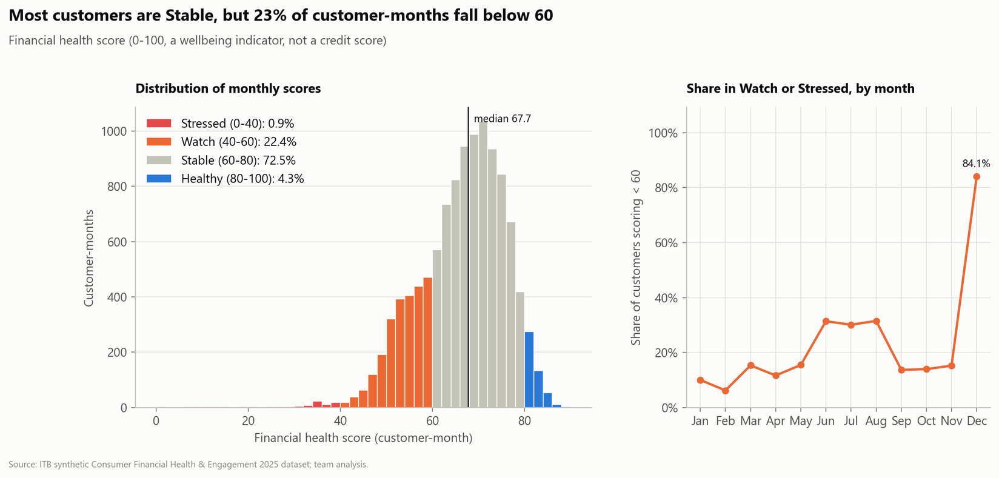 Most customers are Stable, but 23% of customer-months fall below 60
Financial health score (0-100, a wellbeing indicator, not a credit score)
Distribution of monthly scores
median 67.7
Stressed (0-40): 0.9%
Watch (40-60): 22.4%
Stable (60-80): 72.5%
Healthy (80-100): 4.3%
Customer-months
1000
800
600
400
200
0
0 20 40 60 80
Financial health score (customer-month)
Share in Watch or Stressed, by month
Share of customers scoring < 60
100%
80%
60%
40%
20%
0%
84.1%
Jan Feb Mar Apr May Jun Jul Aug Sep Oct Nov Dec
Source: ITB synthetic Consumer Financial Health & Engagement 2025 dataset; team analysis.